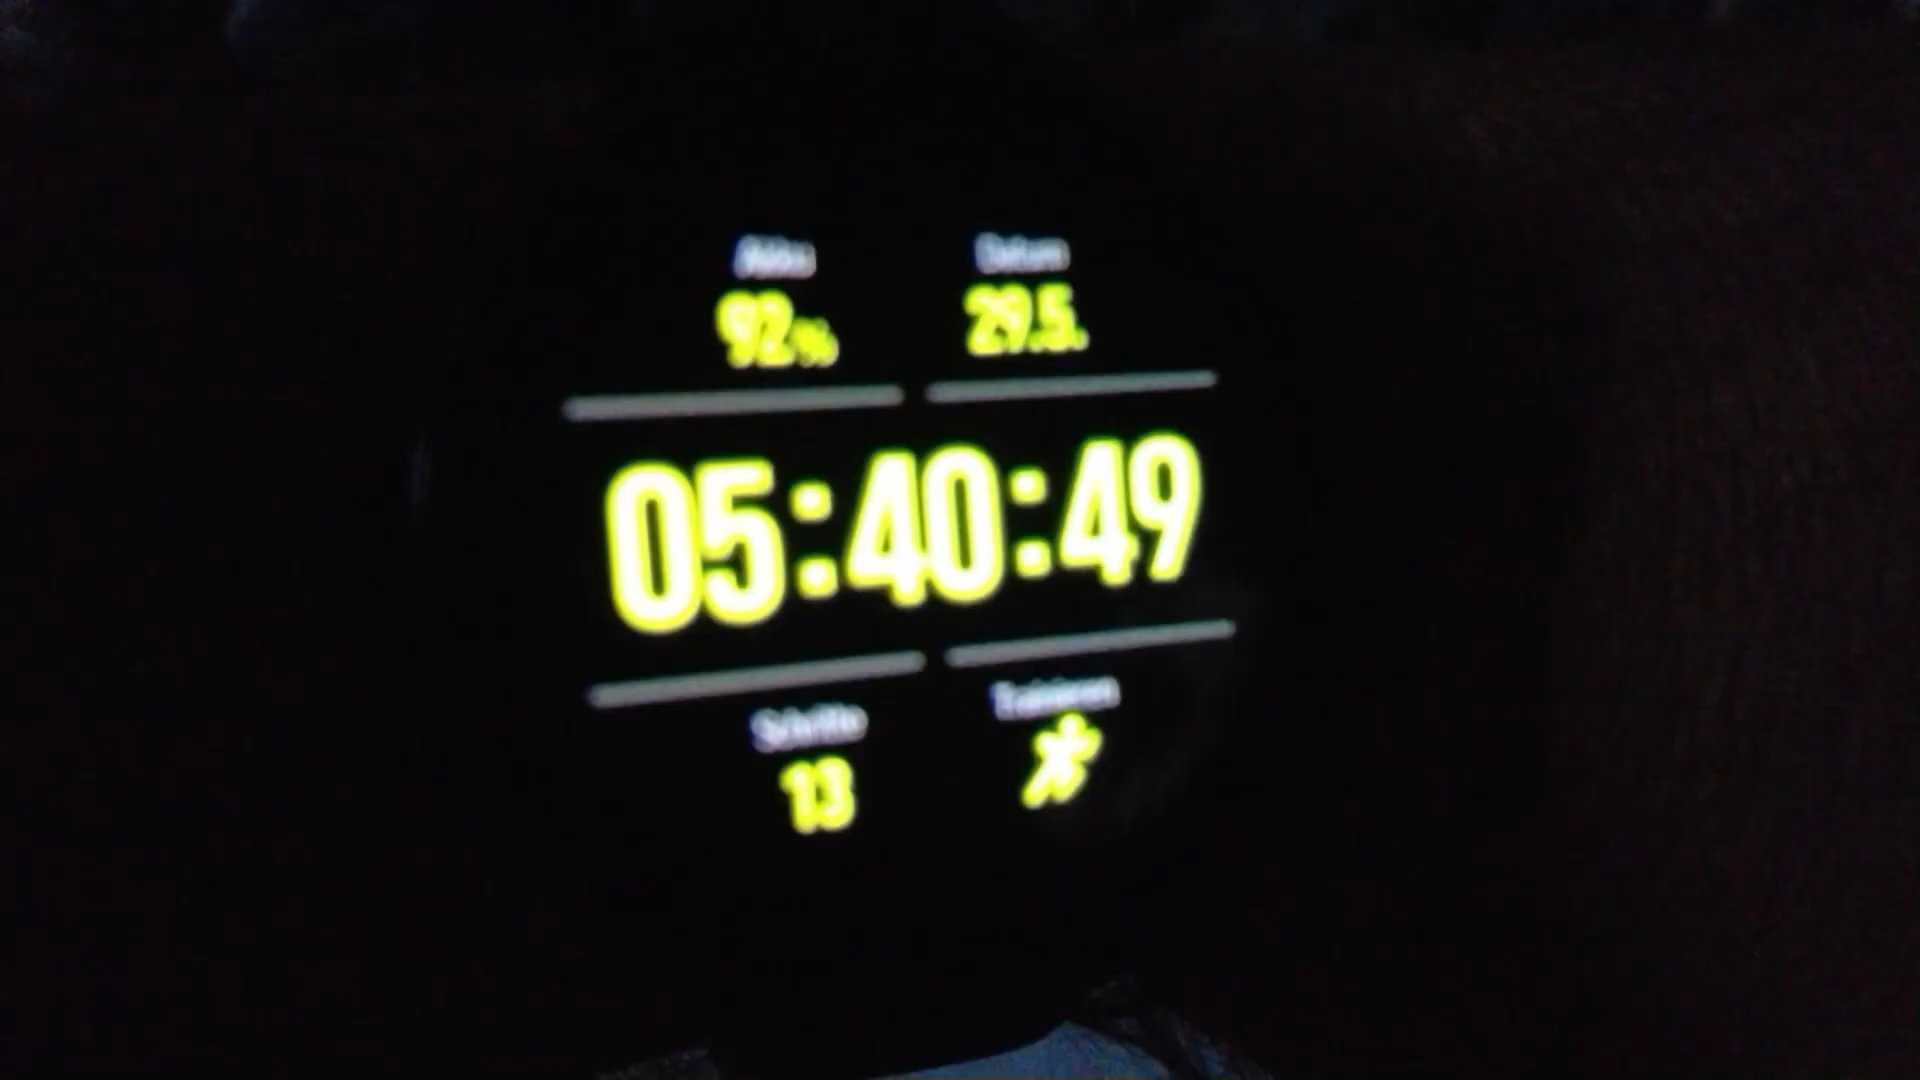 Akku Datum
92% 29.5.
05:40:49
Schritte Trainieren
13